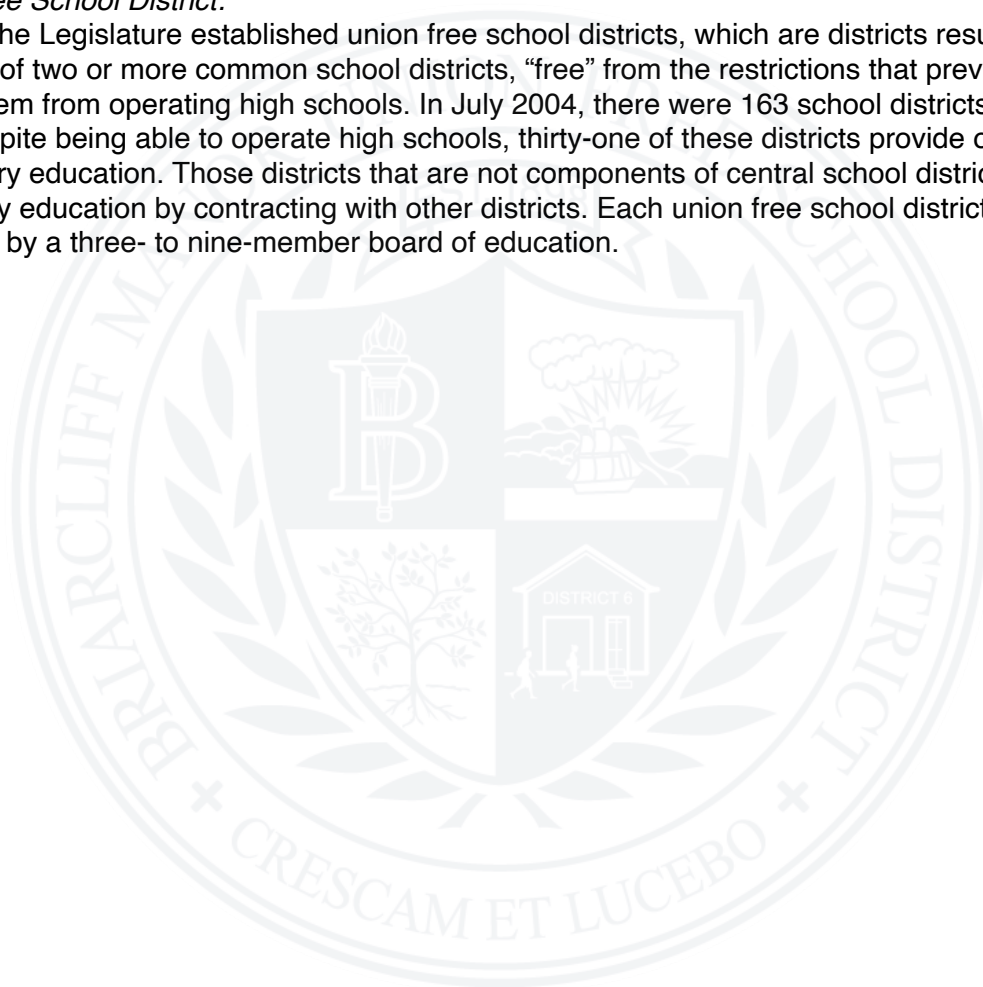 ee School District.
he Legislature established union free school districts, which are districts resu
of two or more common school districts, “free” from the restrictions that prev
em from operating high schools. In July 2004, there were 163 school districts
pite being able to operate high schools, thirty-one of these districts provide o
ry education. Those districts that are not components of central school distric
y education by contracting with other districts. Each union free school district
by a three- to nine-member board of education.
BRIARCLIFF MANOR UNION FREE SCHOOL DISTRICT
DISTRICT 6
CRESCAM ET LUCEBO